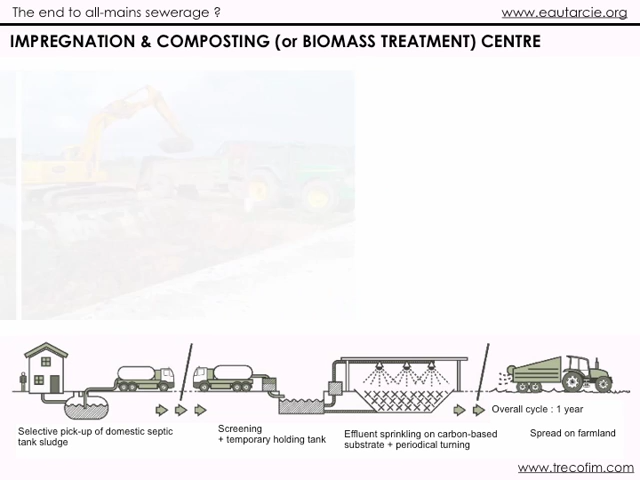 The end to all-mains sewerage ?
www.eautarcie.org
IMPREGNATION & COMPOSTING (or BIOMASS TREATMENT) CENTRE
Overall cycle : 1 year
Selective pick-up of domestic septic
tank sludge
Screening
+ temporary holding tank
Effluent sprinkling on carbon-based
substrate + periodical turning
Spread on farmland
www.trecofim.com